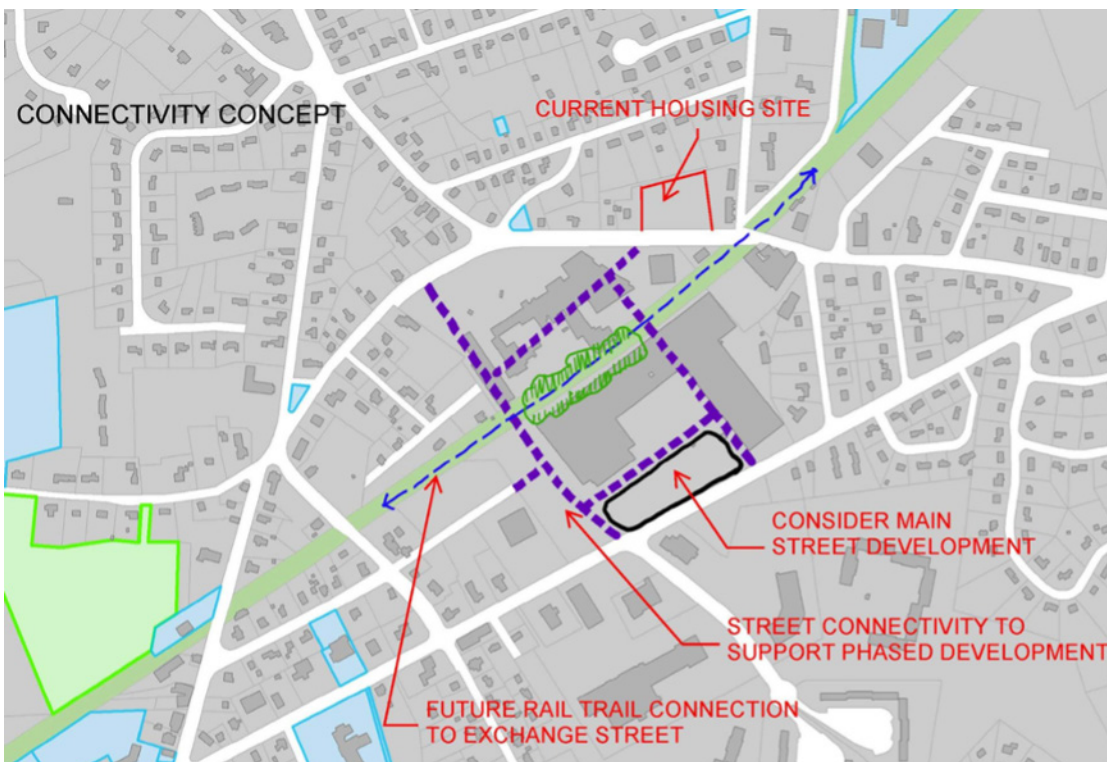 CONNECTIVITY CONCEPT
CURRENT HOUSING SITE
CONSIDER MAIN
STREET DEVELOPMENT
STREET CONNECTIVITY TO
SUPPORT PHASED DEVELOPMENT
FUTURE RAIL TRAIL CONNECTION
TO EXCHANGE STREET